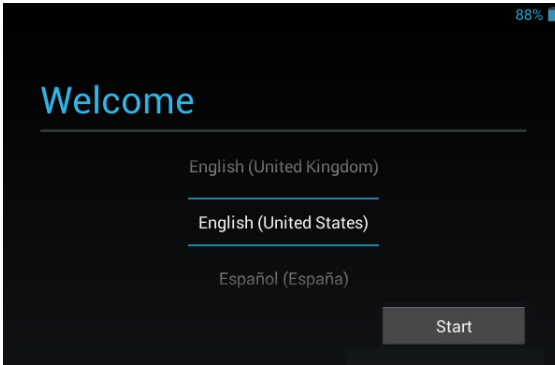 88%
Welcome
English (United Kingdom)
English (United States)
Español (España)
Start